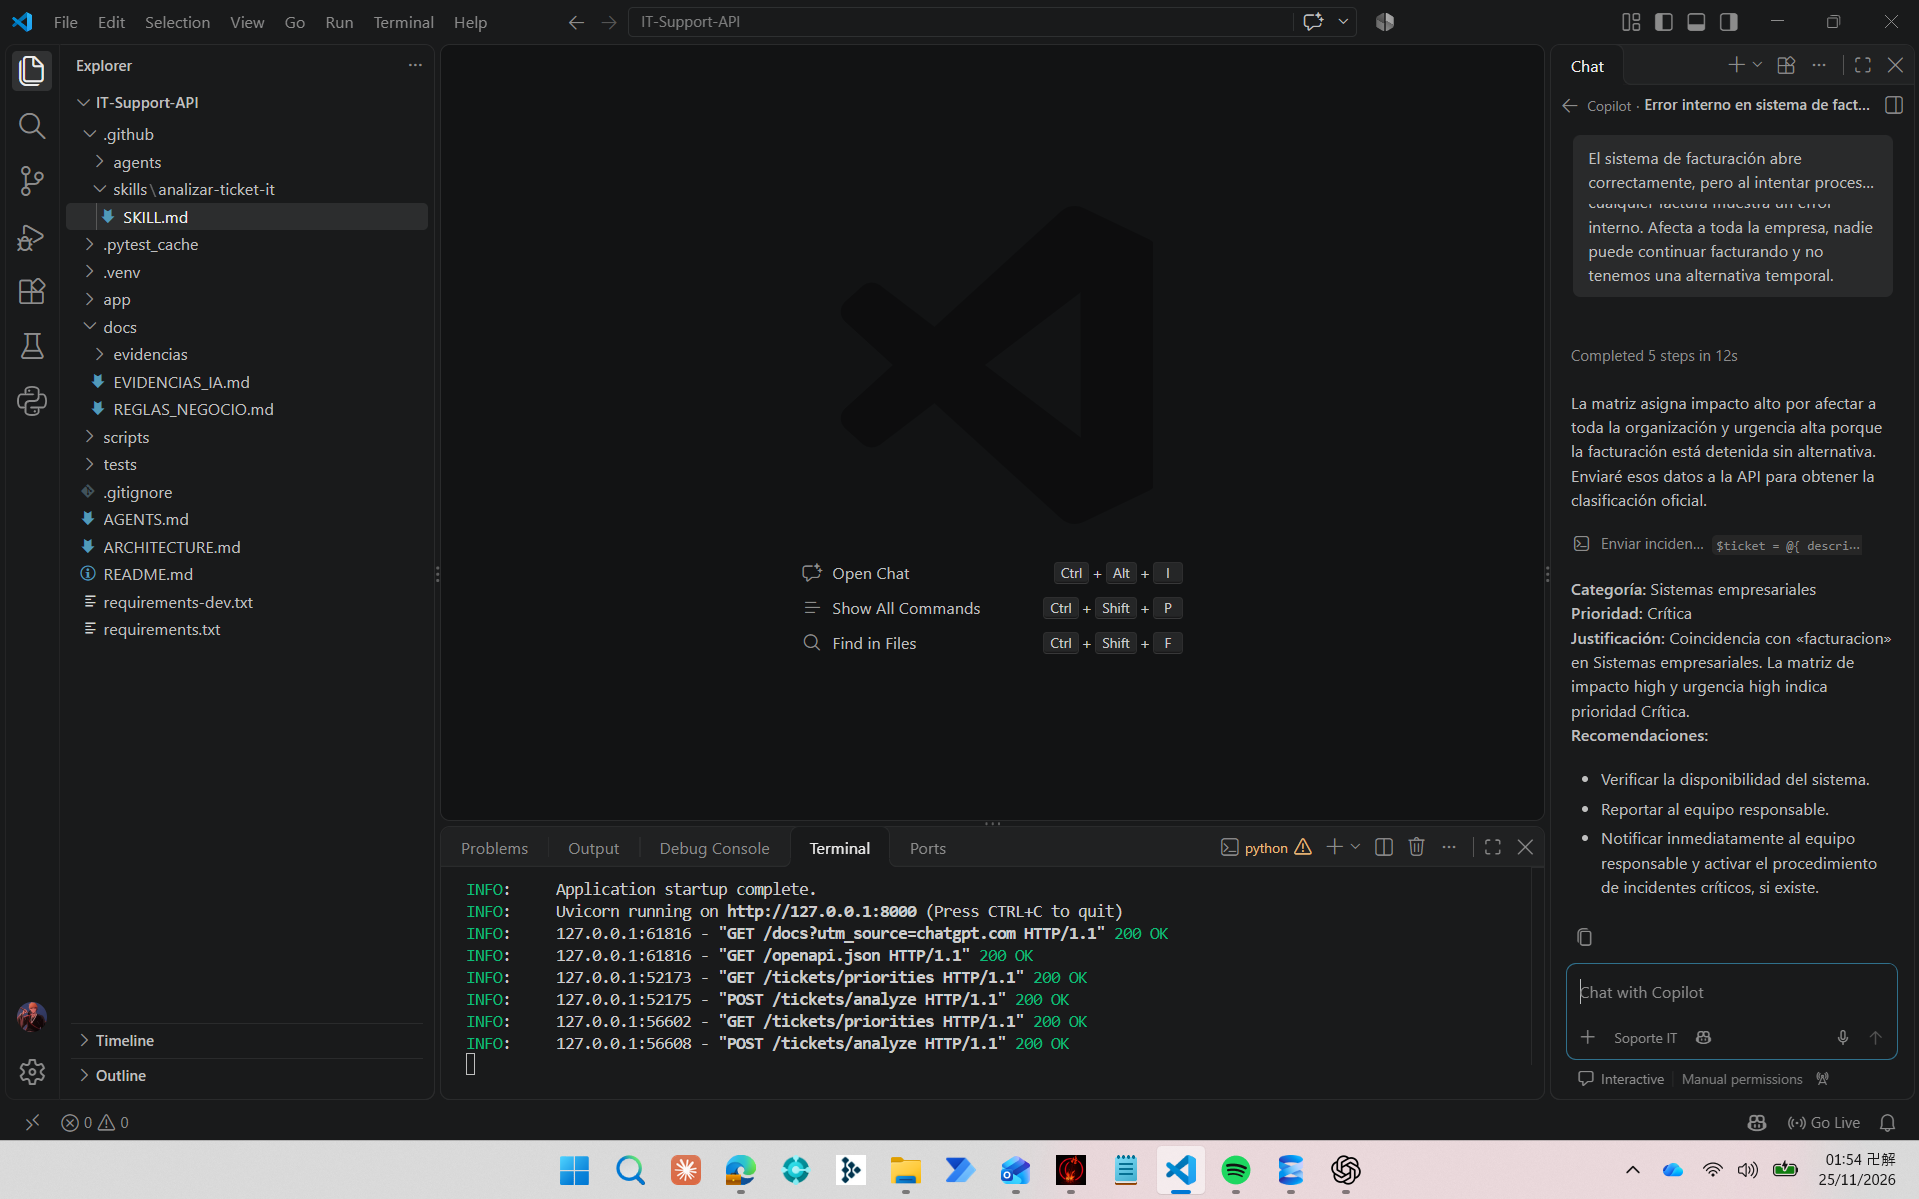 File Edit Selection View Go Run Terminal Help
IT-Support-API
Explorer
IT-Support-API
.github
agents
skills\analizar-ticket-it
SKILL.md
.pytest_cache
.venv
app
docs
evidencias
EVIDENCIAS_IA.md
REGLAS_NEGOCIO.md
scripts
tests
.gitignore
AGENTS.md
ARCHITECTURE.md
README.md
requirements-dev.txt
requirements.txt
Timeline
Outline
Open Chat Ctrl + Alt + I
Show All Commands Ctrl + Shift + P
Find in Files Ctrl + Shift + F
Problems Output Debug Console Terminal Ports
python
INFO: Application startup complete.
INFO: Uvicorn running on http://127.0.0.1:8000 (Press CTRL+C to quit)
INFO: 127.0.0.1:61816 - "GET /docs?utm_source=chatgpt.com HTTP/1.1" 200 OK
INFO: 127.0.0.1:61816 - "GET /openapi.json HTTP/1.1" 200 OK
INFO: 127.0.0.1:52173 - "GET /tickets/priorities HTTP/1.1" 200 OK
INFO: 127.0.0.1:52175 - "POST /tickets/analyze HTTP/1.1" 200 OK
INFO: 127.0.0.1:56602 - "GET /tickets/priorities HTTP/1.1" 200 OK
INFO: 127.0.0.1:56608 - "POST /tickets/analyze HTTP/1.1" 200 OK
Chat
Copilot · Error interno en sistema de fact...
El sistema de facturación abre
correctamente, pero al intentar proces...
cualquier factura muestra un error
interno. Afecta a toda la empresa, nadie
puede continuar facturando y no
tenemos una alternativa temporal.
Completed 5 steps in 12s
La matriz asigna impacto alto por afectar a
toda la organización y urgencia alta porque
la facturación está detenida sin alternativa.
Enviaré esos datos a la API para obtener la
clasificación oficial.
Enviar inciden... $ticket = @{ descri...
Categoría: Sistemas empresariales
Prioridad: Crítica
Justificación: Coincidencia con «facturacion»
en Sistemas empresariales. La matriz de
impacto high y urgencia high indica
prioridad Crítica.
Recomendaciones:
• Verificar la disponibilidad del sistema.
• Reportar al equipo responsable.
• Notificar inmediatamente al equipo
responsable y activar el procedimiento
de incidentes críticos, si existe.
Chat with Copilot
Soporte IT
Interactive Manual permissions
0 0
Go Live
01:54 卍解
25/11/2026